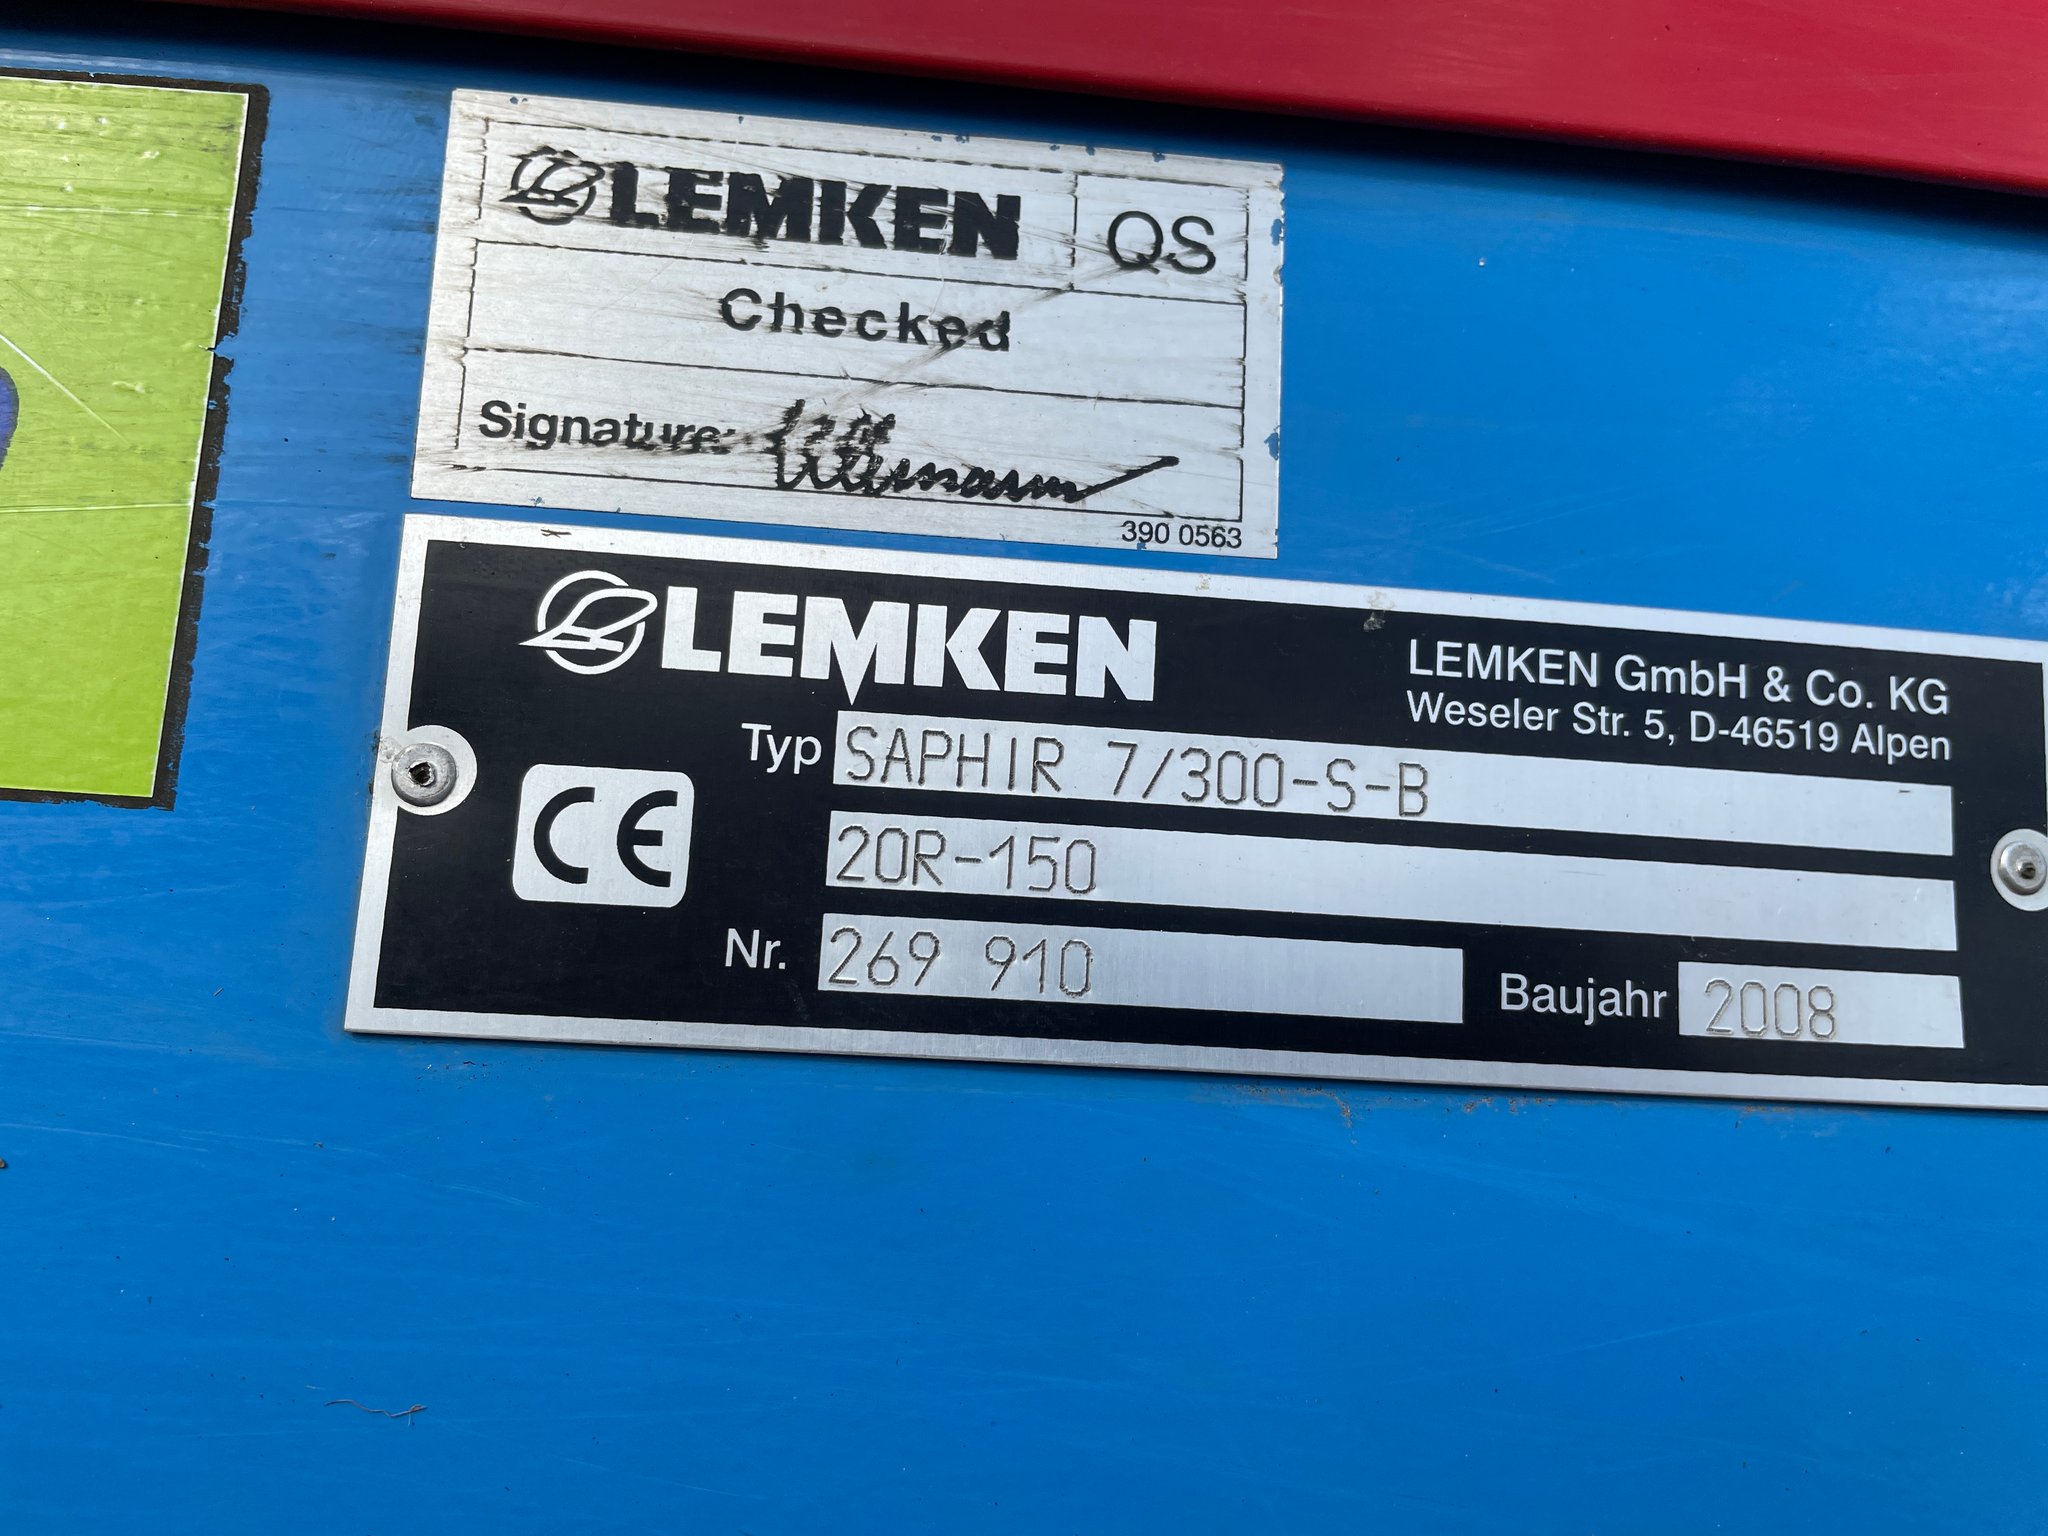 LEMKEN QS
Checked
Signature:
390 0563
LEMKEN
LEMKEN GmbH & Co. KG
Weseler Str. 5, D-46519 Alpen
Typ SAPHIR 7/300-S-B
CE
20R-150
Nr. 269 910
Baujahr 2008